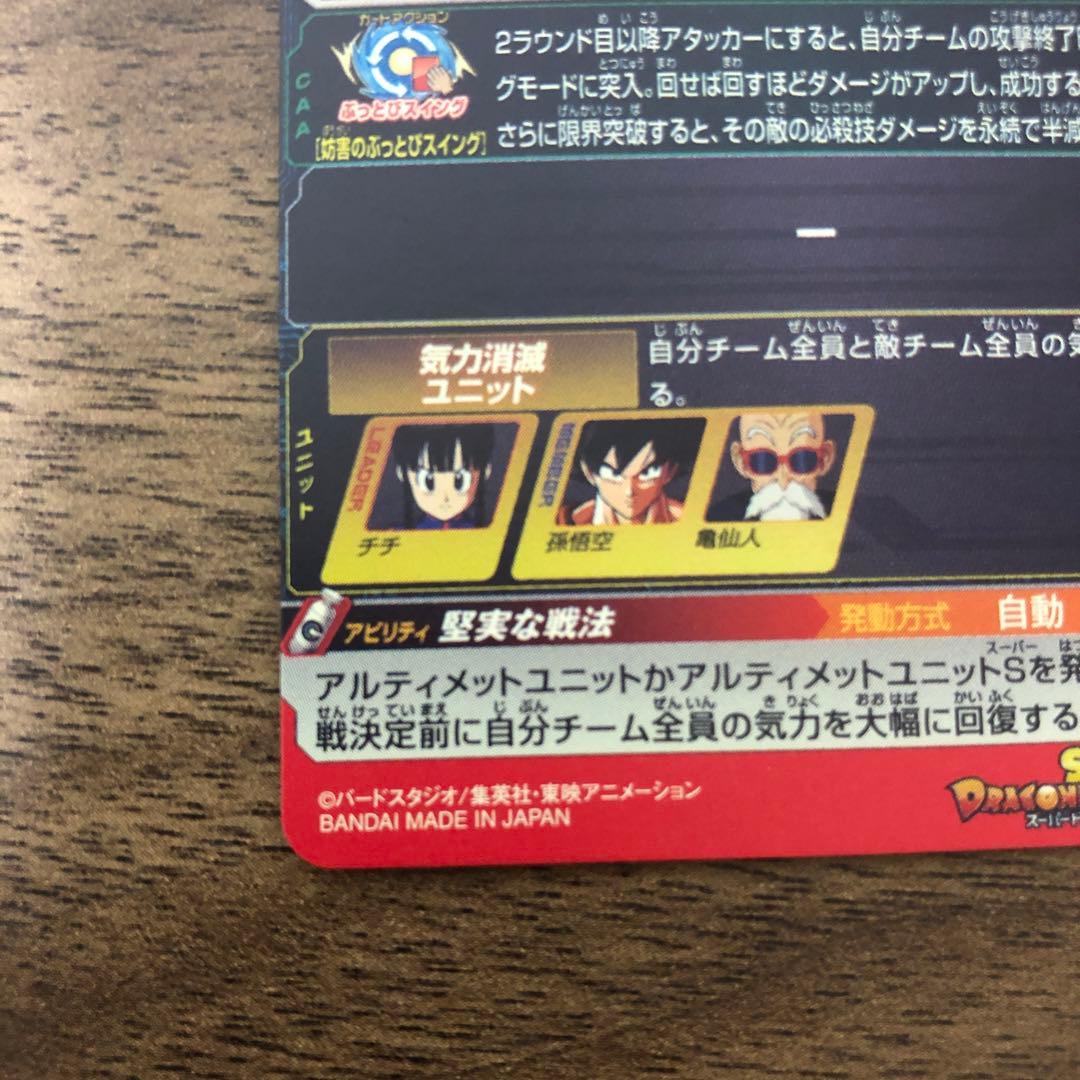 カードアクション
ぶっとびスイング
[妨害のぶっとびスイング]
CAA
2ラウンド目以降アタッカーにすると、自分チームの攻撃終了
グモードに突入。回せば回すほどダメージがアップし、成功する
さらに限界突破すると、その敵の必殺技ダメージを永続で半減
ー
ユニット
気力消滅
ユニット
自分チーム全員と敵チーム全員の気
る。
LEADER
チチ
MEMBER
孫悟空
亀仙人
アビリティ 堅実な戦法 発動方式 自動
アルティメットユニットかアルティメットユニットSを発
戦決定前に自分チーム全員の気力を大幅に回復する
©バードスタジオ/集英社・東映アニメーション
BANDAI MADE IN JAPAN
S
DRAGON
スーパー